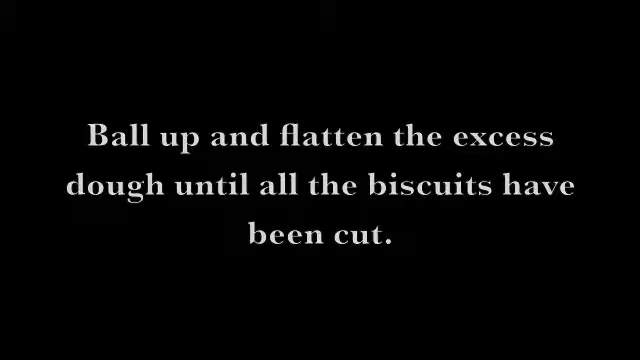 Ball up and flatten the excess
dough until all the biscuits have
been cut.